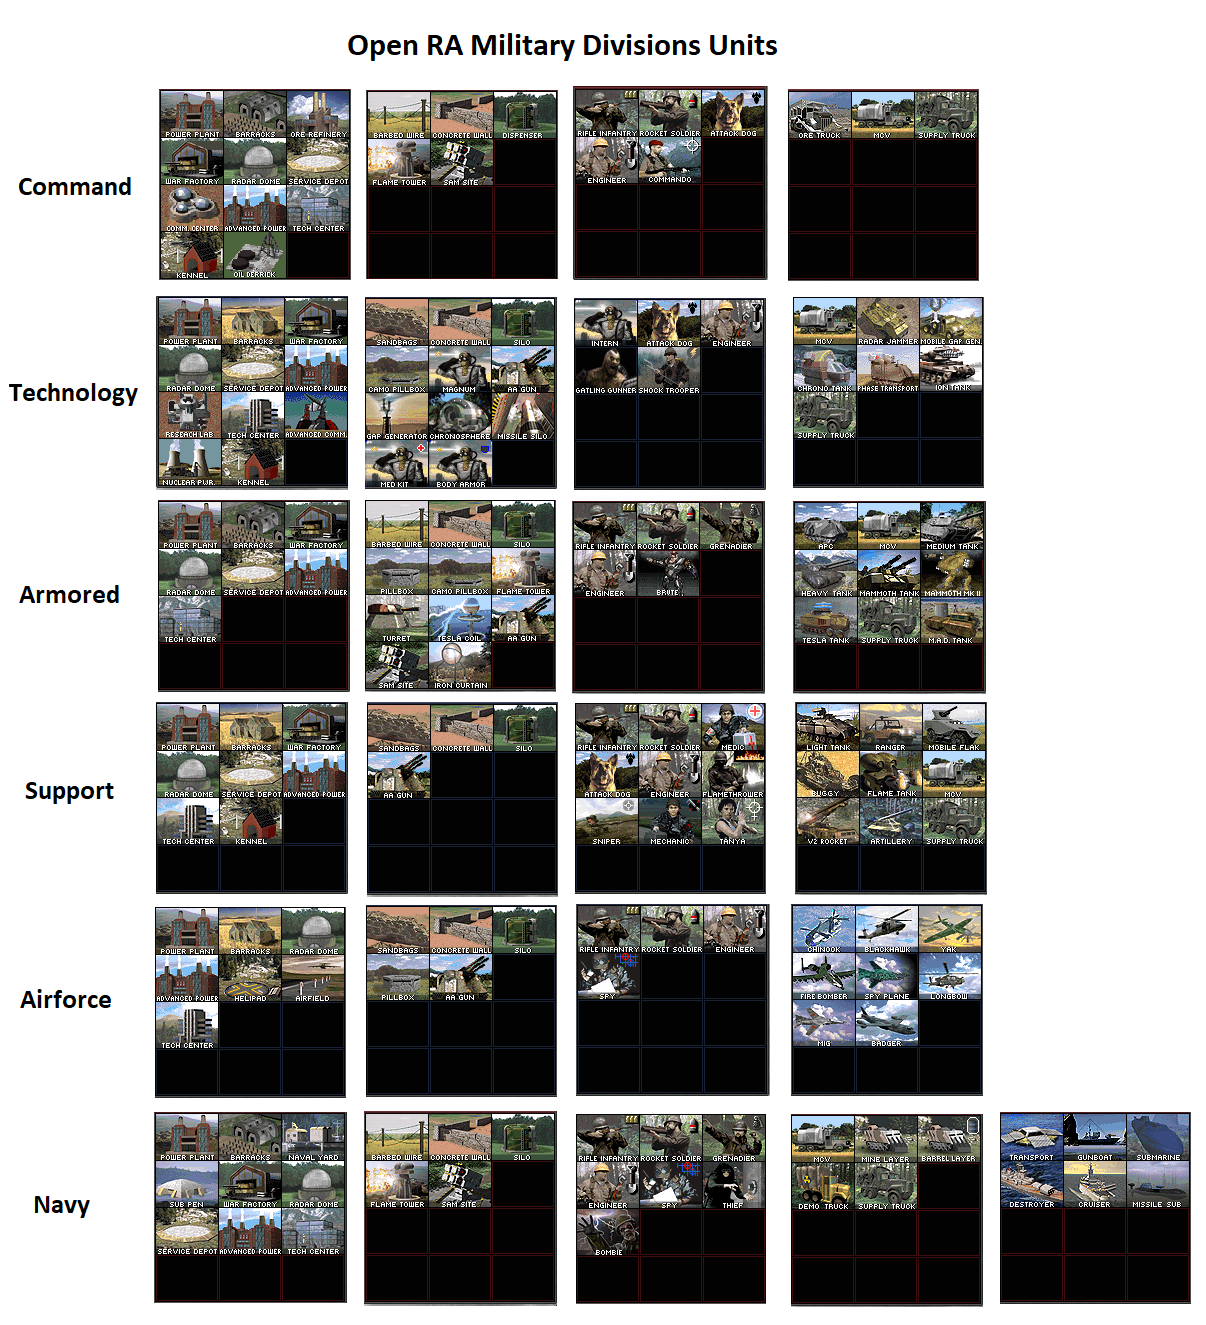 Open RA Military Divisions Units
Command
POWER PLANT BARRACKS ORE REFINERY
WAR FACTORY RADAR DOME SERVICE DEPOT
COMM. CENTER ADVANCED POWER TECH CENTER
KENNEL OIL DERRICK
BARBED WIRE CONCRETE WALL DISPENSER
FLAME TOWER SAM SITE
RIFLE INFANTRY ROCKET SOLDIER ATTACK DOG
ENGINEER COMMANDO
ORE TRUCK MCV SUPPLY TRUCK
Technology
POWER PLANT BARRACKS WAR FACTORY
RADAR DOME SERVICE DEPOT ADVANCED POWER
RESEACH LAB TECH CENTER ADVANCED COMM.
NUCLEAR PWR. KENNEL
SANDBAGS CONCRETE WALL SILO
CAMO PILLBOX MAGNUM AA GUN
GAP GENERATOR CHRONOSPHERE MISSILE SILO
MED KIT BODY ARMOR
INTERN ATTACK DOG ENGINEER
GATLING GUNNER SHOCK TROOPER
MCV RADAR JAMMER MOBILE GAP GEN.
CHRONO TANK PHASE TRANSPORT ION TANK
SUPPLY TRUCK
Armored
POWER PLANT BARRACKS WAR FACTORY
RADAR DOME SERVICE DEPOT ADVANCED POWER
TECH CENTER
BARBED WIRE CONCRETE WALL SILO
PILLBOX CAMO PILLBOX FLAME TOWER
TURRET TESLA COIL AA GUN
SAM SITE IRON CURTAIN
RIFLE INFANTRY ROCKET SOLDIER GRENADIER
ENGINEER BRUTE
APC MCV MEDIUM TANK
HEAVY TANK MAMMOTH TANK MAMMOTH MK II
TESLA TANK SUPPLY TRUCK M.A.D. TANK
Support
POWER PLANT BARRACKS WAR FACTORY
RADAR DOME SERVICE DEPOT ADVANCED POWER
TECH CENTER KENNEL
SANDBAGS CONCRETE WALL SILO
AA GUN
RIFLE INFANTRY ROCKET SOLDIER MEDIC
ATTACK DOG ENGINEER FLAMETHROWER
SNIPER MECHANIC TANYA
LIGHT TANK RANGER MOBILE FLAK
BUGGY FLAME TANK MCV
V2 ROCKET ARTILLERY SUPPLY TRUCK
Airforce
POWER PLANT BARRACKS RADAR DOME
ADVANCED POWER HELIPAD AIRFIELD
TECH CENTER
SANDBAGS CONCRETE WALL SILO
PILLBOX AA GUN
RIFLE INFANTRY ROCKET SOLDIER ENGINEER
SPY
CHINOOK BLACKHAWK YAK
FIRE BOMBER SPY PLANE LONGBOW
MIG BADGER
Navy
POWER PLANT BARRACKS NAVAL YARD
SUB PEN WAR FACTORY RADAR DOME
SERVICE DEPOT ADVANCED POWER TECH CENTER
BARBED WIRE CONCRETE WALL SILO
FLAME TOWER SAM SITE
RIFLE INFANTRY ROCKET SOLDIER GRENADIER
ENGINEER SPY THIEF
BOMBIE
MCV MINE LAYER BARREL LAYER
DEMO TRUCK SUPPLY TRUCK
TRANSPORT GUNBOAT SUBMARINE
DESTROYER CRUISER MISSILE SUB